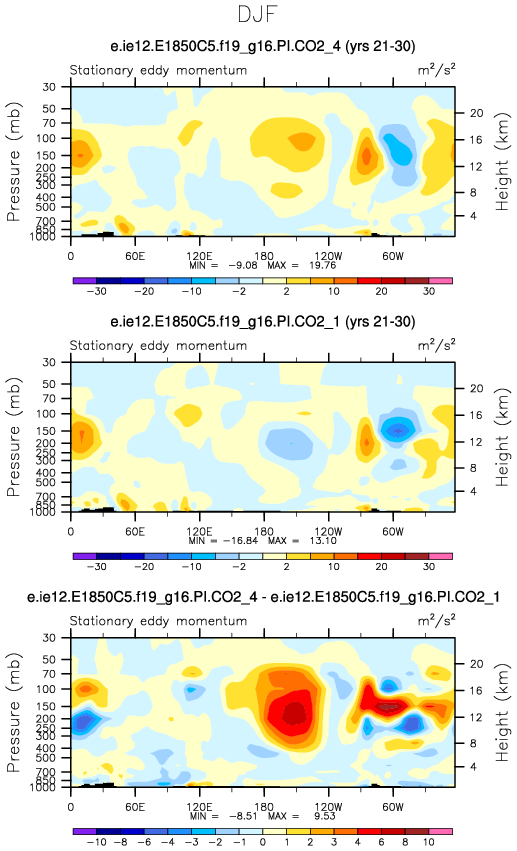 DJF
e.ie12.E1850C5.f19_g16.PI.CO2_4 (yrs 21-30)
Stationary eddy momentum m²/s²
Pressure (mb)
30
50
70
100
150
200
250
300
400
500
700
850
1000
Height (km)
20
16
12
8
4
0 60E 120E 180 120W 60W
MIN = -9.08 MAX = 19.76
-30 -20 -10 -2 2 10 20 30
e.ie12.E1850C5.f19_g16.PI.CO2_1 (yrs 21-30)
Stationary eddy momentum m²/s²
Pressure (mb)
30
50
70
100
150
200
250
300
400
500
700
850
1000
Height (km)
20
16
12
8
4
0 60E 120E 180 120W 60W
MIN = -16.84 MAX = 13.10
-30 -20 -10 -2 2 10 20 30
e.ie12.E1850C5.f19_g16.PI.CO2_4 - e.ie12.E1850C5.f19_g16.PI.CO2_1
Stationary eddy momentum m²/s²
Pressure (mb)
30
50
70
100
150
200
250
300
400
500
700
850
1000
Height (km)
20
16
12
8
4
0 60E 120E 180 120W 60W
MIN = -8.51 MAX = 9.53
-10 -8 -6 -4 -2 -1 0 1 2 3 4 6 8 10